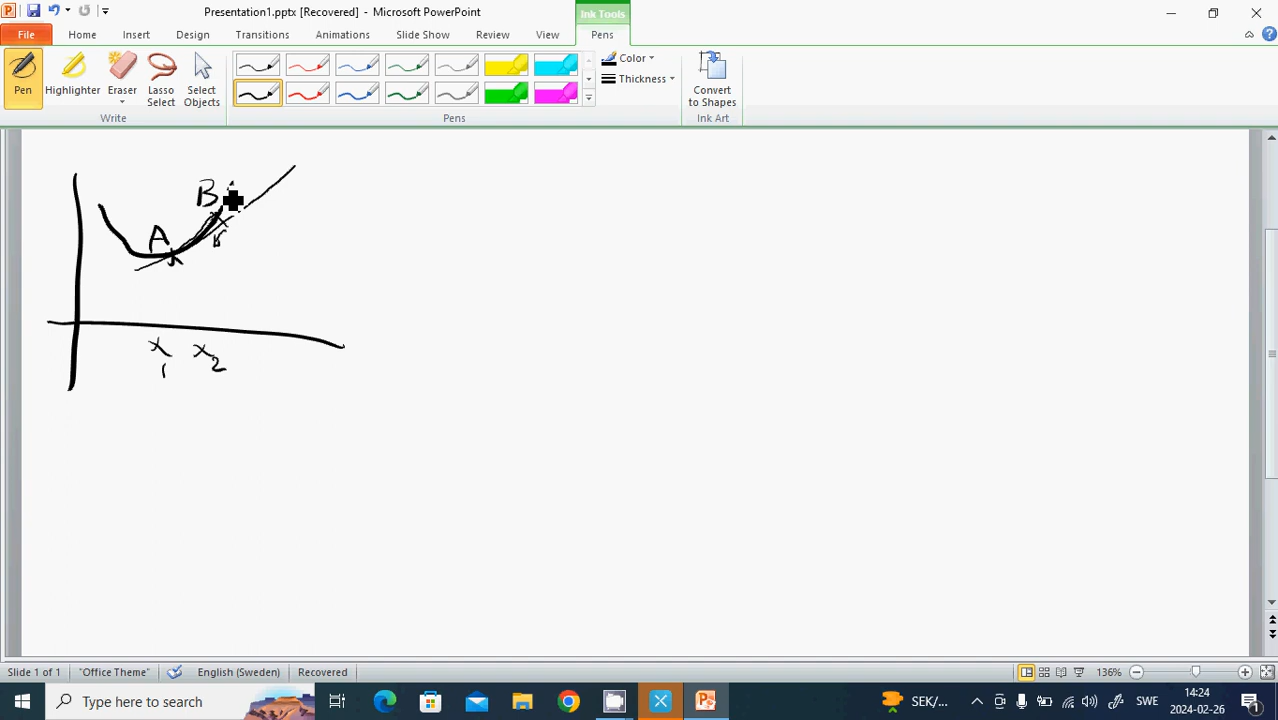 Presentation1.pptx [Recovered] - Microsoft PowerPoint
Ink Tools
File
Home
Insert
Design
Transitions
Animations
Slide Show
Review
View
Pens
Pen
Highlighter
Eraser
Lasso
Select
Select
Objects
Color
Thickness
Convert
to Shapes
Write
Pens
Ink Art
B
A
x x
1 2
Slide 1 of 1
"Office Theme"
English (Sweden)
Recovered
136%
Type here to search
SEK/...
SWE
14:24
2024-02-26